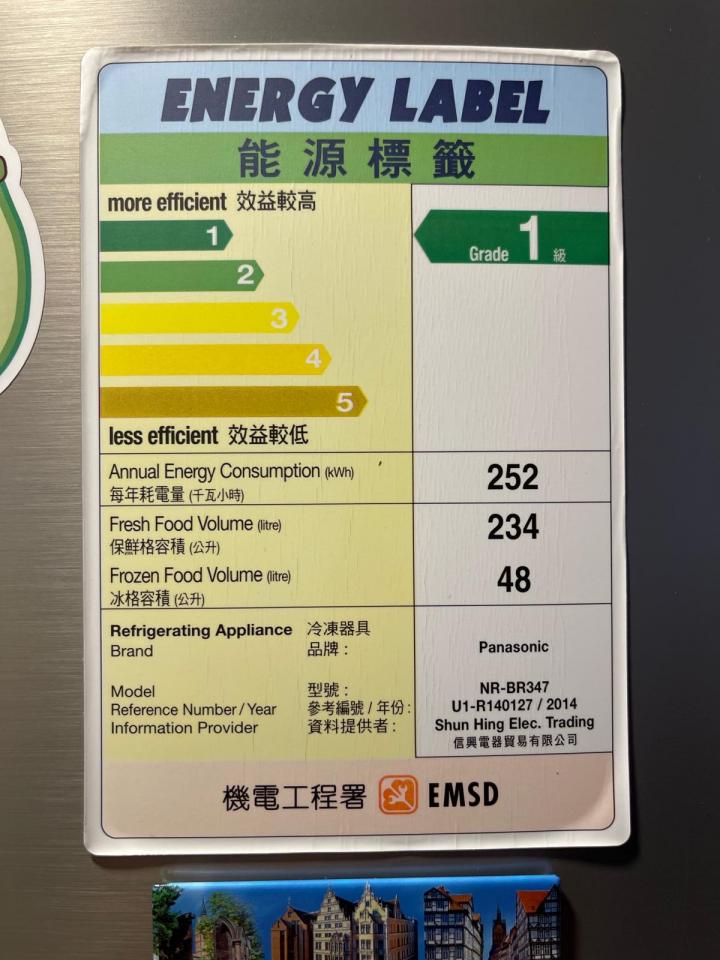 ENERGY LABEL
能源標籤
more efficient 效益較高
1
2
3
4
5
less efficient 效益較低
Grade 1 級
Annual Energy Consumption (kWh)
每年耗電量 (千瓦小時)
252
Fresh Food Volume (litre)
保鮮格容積 (公升)
234
Frozen Food Volume (litre)
冰格容積 (公升)
48
Refrigerating Appliance 冷凍器具
Brand 品牌 : Panasonic
Model 型號 : NR-BR347
Reference Number / Year 參考編號 / 年份 : U1-R140127 / 2014
Information Provider 資料提供者 : Shun Hing Elec. Trading
信興電器貿易有限公司
機電工程署 EMSD